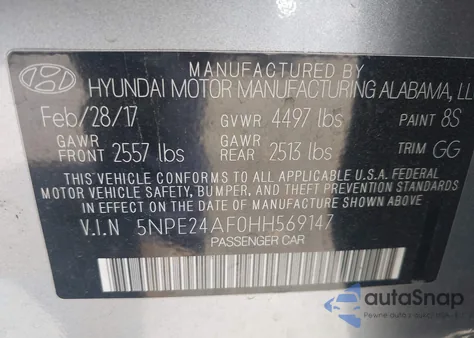 MANUFACTURED BY
HYUNDAI MOTOR MANUFACTURING ALABAMA, LL
Feb/28/17 GVWR 4497 lbs PAINT 8S
GAWR FRONT 2557 lbs GAWR REAR 2513 lbs TRIM GG
THIS VEHICLE CONFORMS TO ALL APPLICABLE U.S.A. FEDERAL
MOTOR VEHICLE SAFETY, BUMPER, AND THEFT PREVENTION STANDARDS
IN EFFECT ON THE DATE OF MANUFACTURE SHOWN ABOVE.
V.I.N 5NPE24AF0HH569147
PASSENGER CAR
autoSnap
Pewne auto z